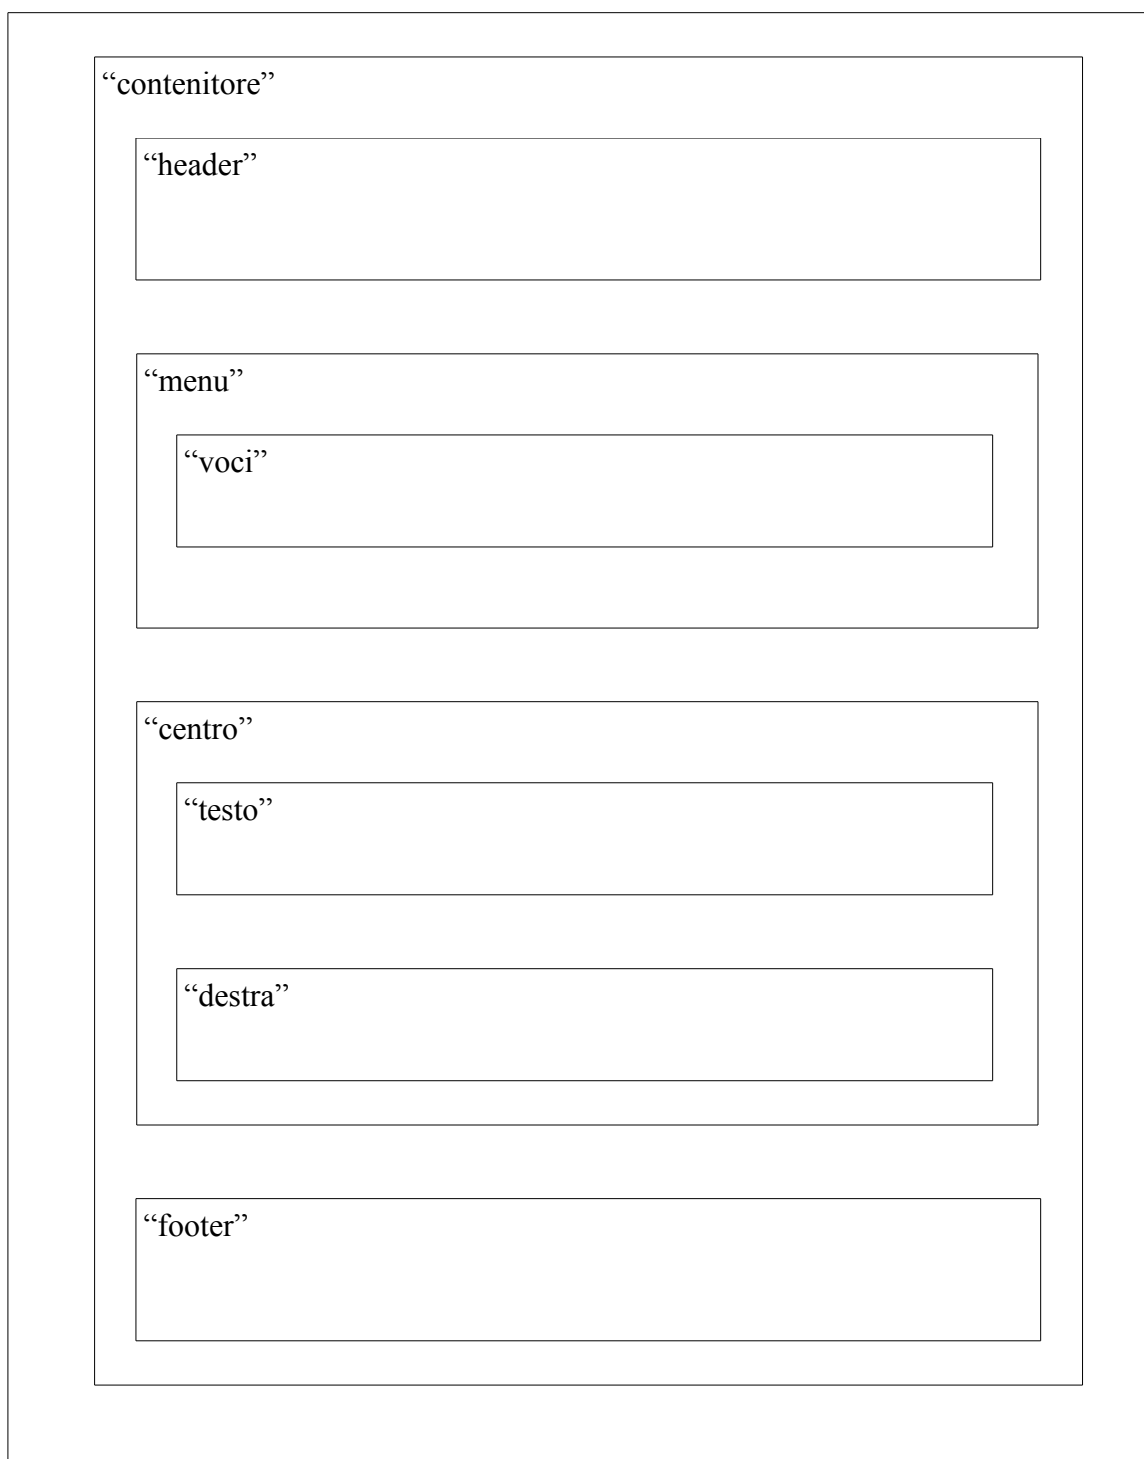 “contenitore”
“header”
“menu”
“voci”
“centro”
“testo”
“destra”
“footer”